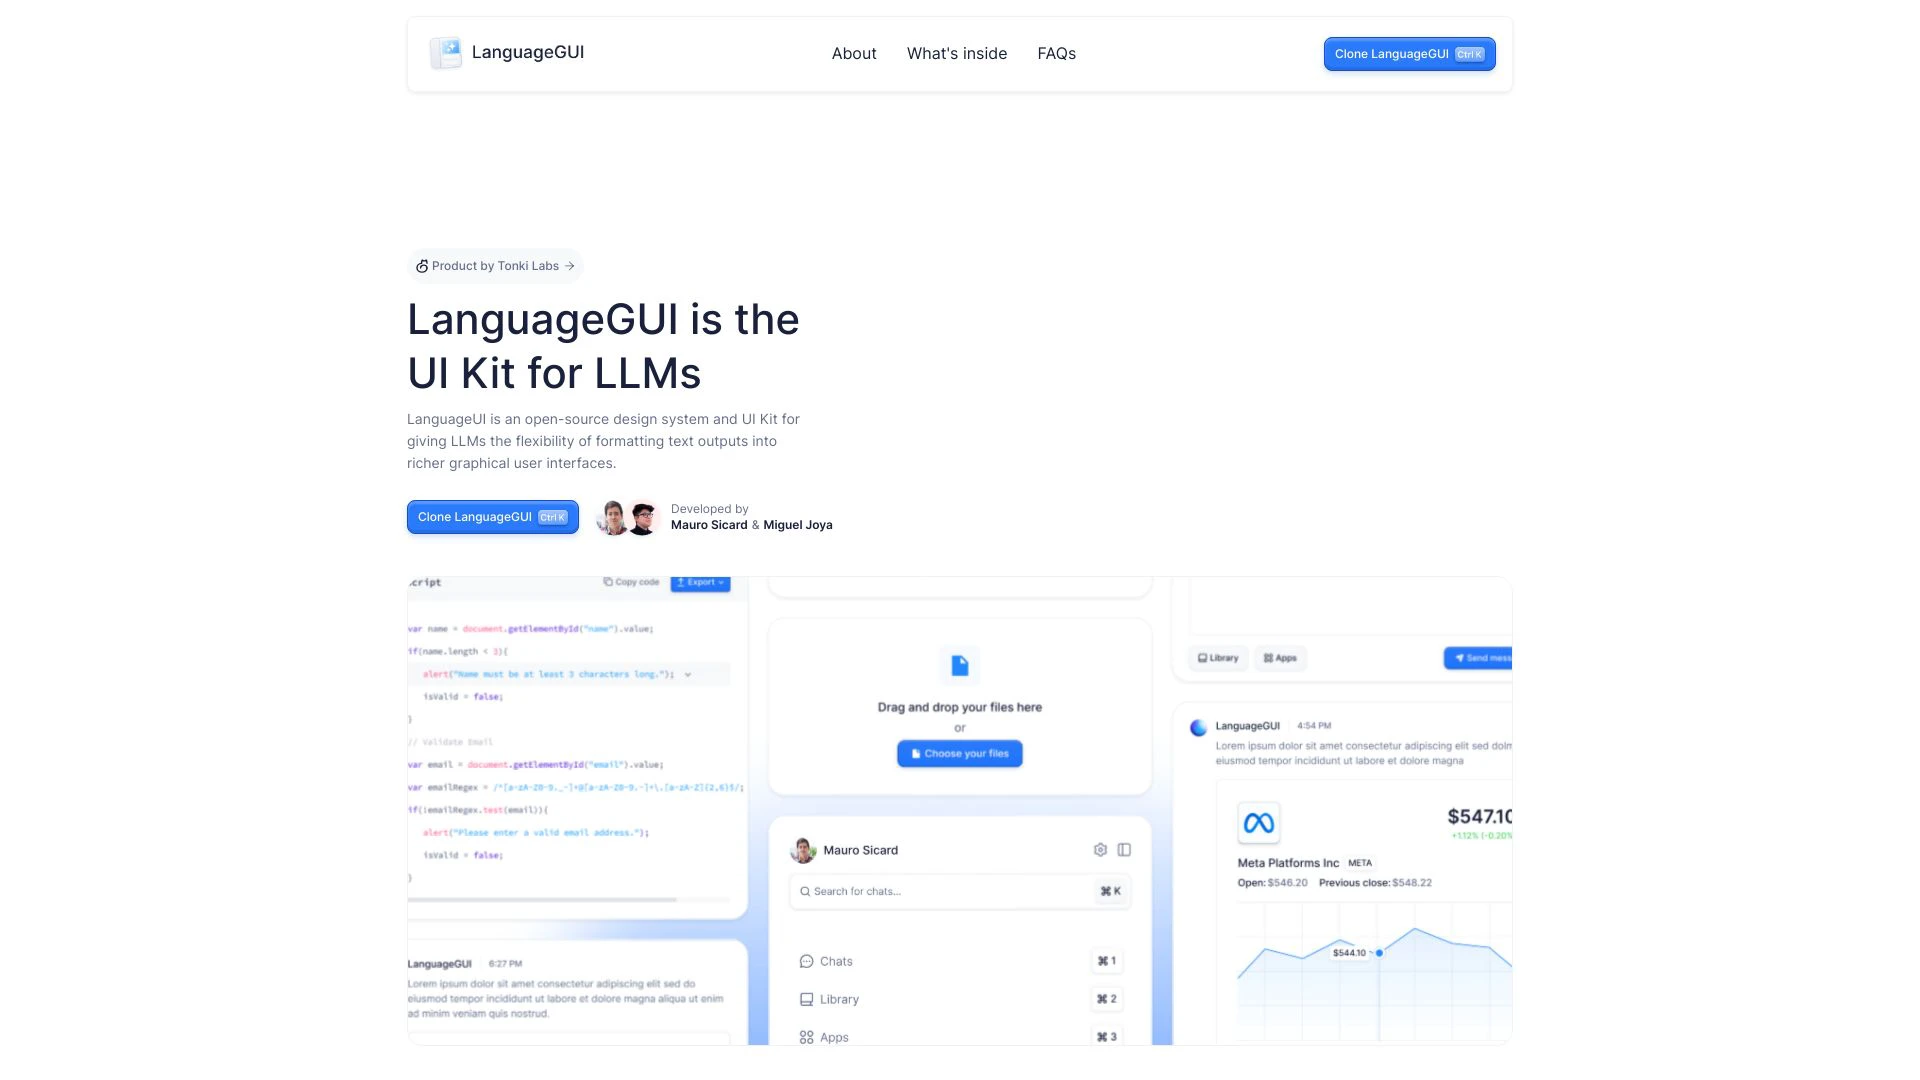 LanguageGUI
About
What's inside
FAQs
Clone LanguageGUI Ctrl K
Product by Tonki Labs →
LanguageGUI is the
UI Kit for LLMs
LanguageUI is an open-source design system and UI Kit for
giving LLMs the flexibility of formatting text outputs into
richer graphical user interfaces.
Clone LanguageGUI Ctrl K
Developed by
Mauro Sicard & Miguel Joya
cript
Copy code
Export
var name = document.getElementById("name").value;
if(name.length < 3){
alert("Name must be at least 3 characters long.");
isValid = false;
}
// Validate Email
var email = document.getElementById("email").value;
var emailRegex = /^[a-zA-Z0-9._-]+@[a-zA-Z0-9.-]+\.[a-zA-Z]{2,6}$/;
if(!emailRegex.test(email)){
alert("Please enter a valid email address.");
isValid = false;
}
LanguageGUI 6:27 PM
Lorem ipsum dolor sit amet consectetur adipiscing elit sed do
eiusmod tempor incididunt ut labore et dolore magna aliqua ut enim
ad minim veniam quis nostrud.
Drag and drop your files here
or
Choose your files
Mauro Sicard
Search for chats...
⌘ K
Chats ⌘ 1
Library ⌘ 2
Apps ⌘ 3
Library
Apps
Send mess
LanguageGUI 4:54 PM
Lorem ipsum dolor sit amet consectetur adipiscing elit sed dolm
eiusmod tempor incididunt ut labore et dolore magna
$547.10
+1.12% (-0.20%
Meta Platforms Inc META
Open: $546.20 Previous close: $548.22
$544.10